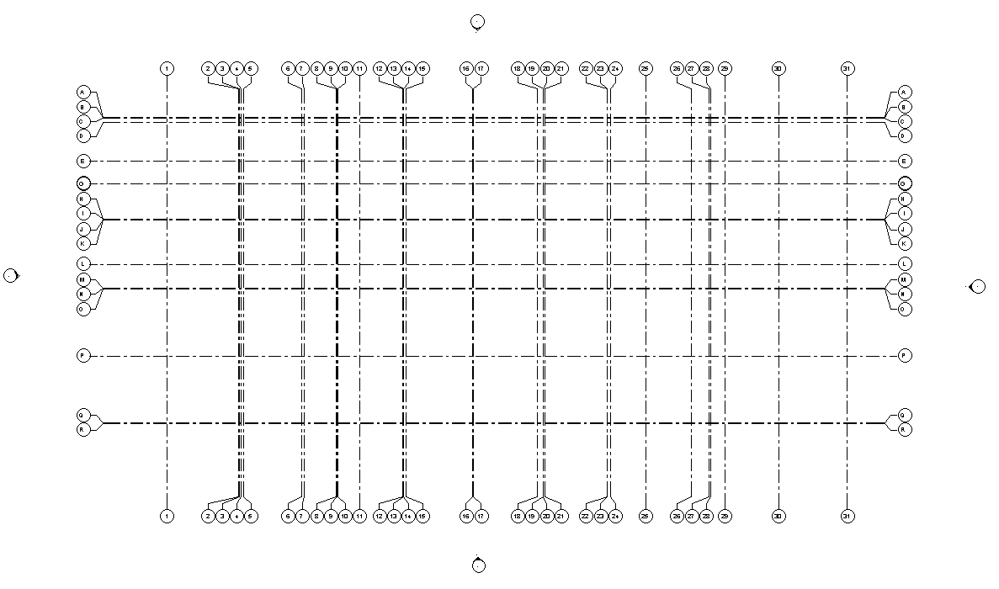 1 2 3 4 5 6 7 8 9 10 11 12 13 14 15 16 17 18 19 20 21 22 23 24 25 26 27 28 29 30 31
A A
B B
C C
D D
E E
G G
H H
I I
J J
K K
L L
M M
N N
O O
P P
Q Q
R R
1 2 3 4 5 6 7 8 9 10 11 12 13 14 15 16 17 18 19 20 21 22 23 24 25 26 27 28 29 30 31